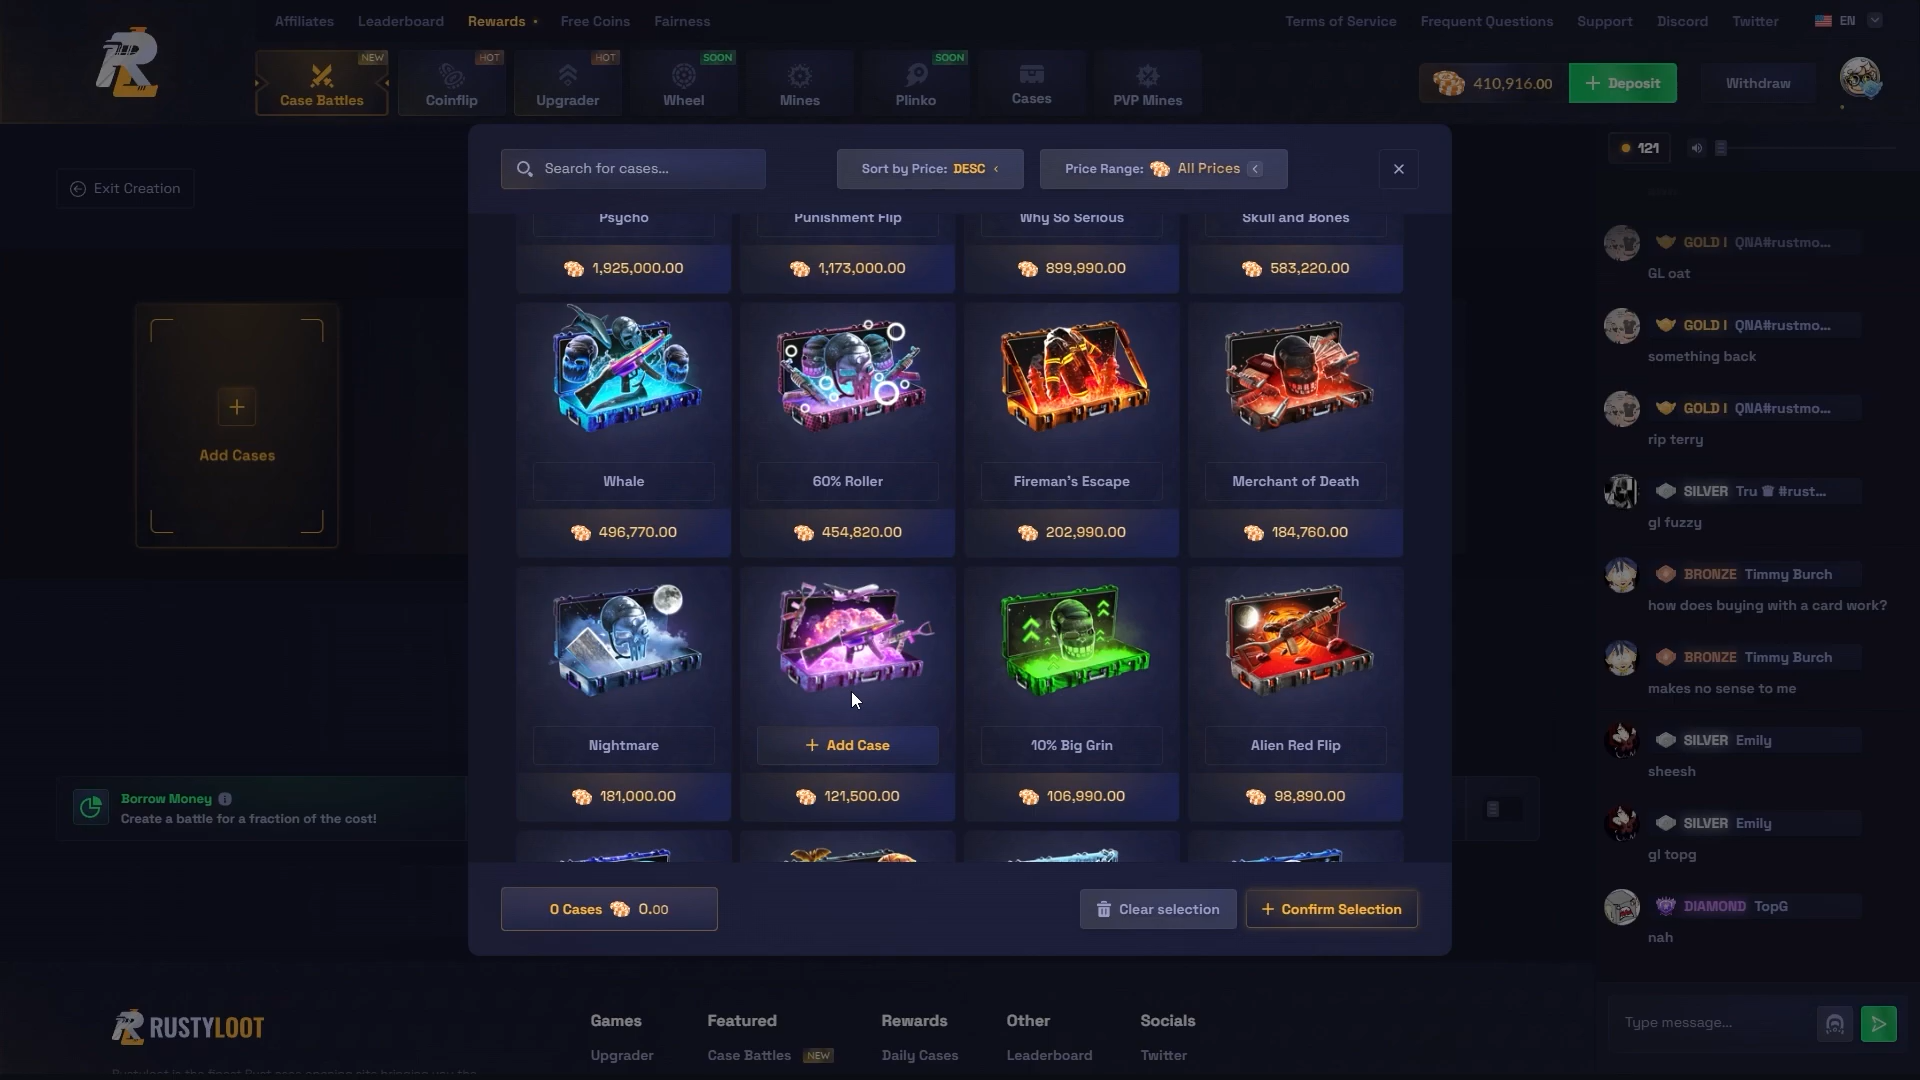 Affiliates Leaderboard Rewards Free Coins Fairness
Terms of Service Frequent Questions Support Discord Twitter EN
NEW HOT HOT SOON SOON
Case Battles Coinflip Upgrader Wheel Mines Plinko Cases PVP Mines
410,916.00 + Deposit Withdraw
Exit Creation
Search for cases...
Sort by Price: DESC
Price Range: All Prices
121
Psycho Punishment Flip Why So Serious Skull and Bones
1,925,000.00 1,173,000.00 899,990.00 583,220.00
Whale 60% Roller Fireman's Escape Merchant of Death
496,770.00 454,820.00 202,990.00 184,760.00
Nightmare + Add Case 10% Big Grin Alien Red Flip
181,000.00 121,500.00 106,990.00 98,890.00
Add Cases
Borrow Money
Create a battle for a fraction of the cost!
0 Cases 0.00
Clear selection
+ Confirm Selection
GOLD I QNA#rustmo...
GL oat
GOLD I QNA#rustmo...
something back
GOLD I QNA#rustmo...
rip terry
SILVER Tru ♛ #rust...
gl fuzzy
BRONZE Timmy Burch
how does buying with a card work?
BRONZE Timmy Burch
makes no sense to me
SILVER Emily
sheesh
SILVER Emily
gl topg
DIAMOND TopG
nah
Type message...
RUSTYLOOT
Games Featured Rewards Other Socials
Upgrader Case Battles NEW Daily Cases Leaderboard Twitter